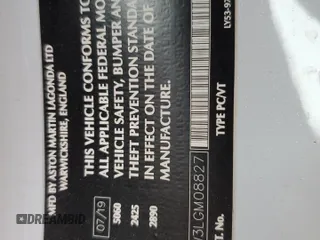 MFD BY ASTON MARTIN LAGONDA LTD
WARWICKSHIRE, ENGLAND
THIS VEHICLE CONFORMS TO
APPLICABLE FEDERAL MO
VEHICLE SAFETY, BUMPER AN
THEFT PREVENTION STANDA
IN EFFECT ON THE DATE OF
MANUFACTURE.
07/19
5060
2425
2890
3LGM08827
TYPE PC/VT
T. NO.
DREAMBID